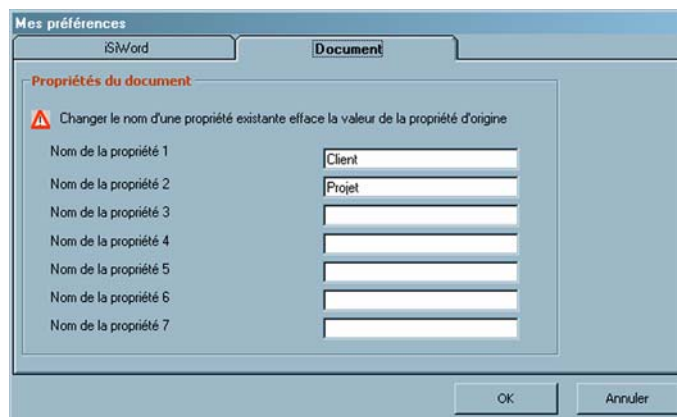 Mes préférences
iSiWord
Document
Propriétés du document
Changer le nom d'une propriété existante efface la valeur de la propriété d'origine
Nom de la propriété 1
Client
Nom de la propriété 2
Projet
Nom de la propriété 3
Nom de la propriété 4
Nom de la propriété 5
Nom de la propriété 6
Nom de la propriété 7
OK
Annuler